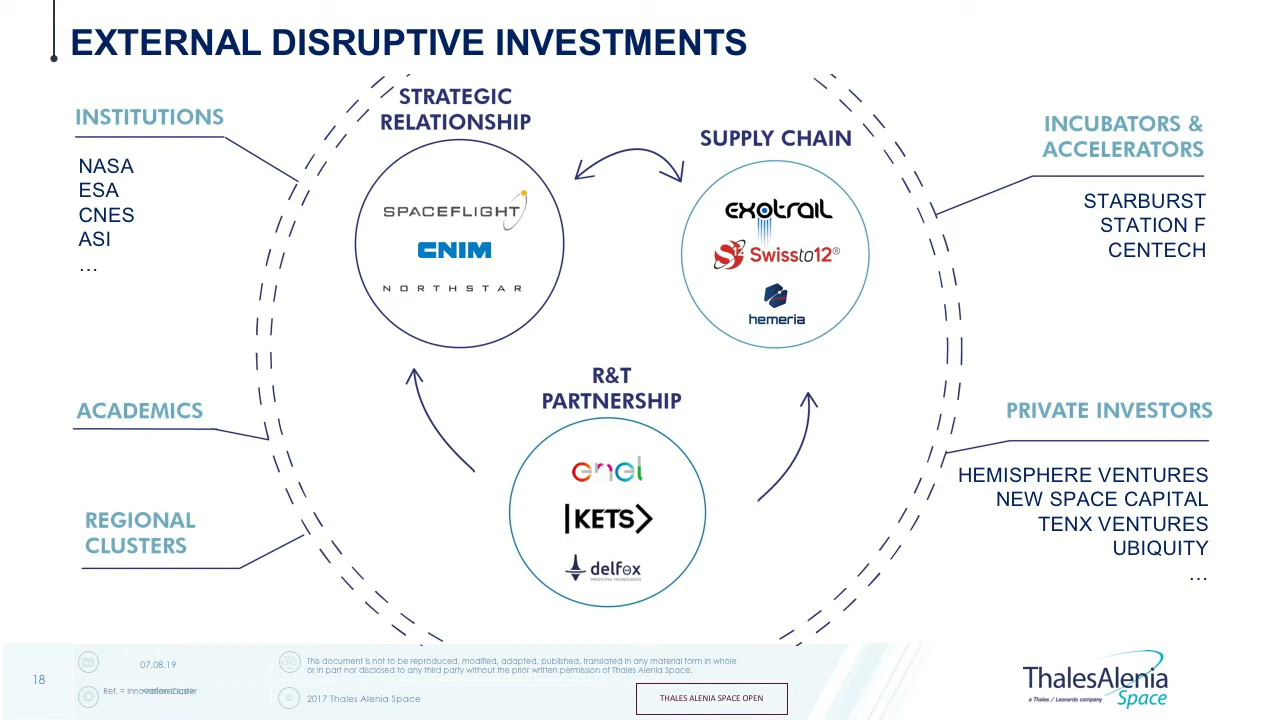 EXTERNAL DISRUPTIVE INVESTMENTS
INSTITUTIONS
NASA
ESA
CNES
ASI
...
STRATEGIC
RELATIONSHIP
SPACEFLIGHT
CNIM
NORTHSTAR
SUPPLY CHAIN
exotrail
Swissto12®
hemeria
INCUBATORS &
ACCELERATORS
STARBURST
STATION F
CENTECH
R&T
PARTNERSHIP
enel
|KETS>
delfox
PREDICTIVE TECHNOLOGIES
ACADEMICS
REGIONAL
CLUSTERS
PRIVATE INVESTORS
HEMISPHERE VENTURES
NEW SPACE CAPITAL
TENX VENTURES
UBIQUITY
...
18
07.08.19
Ref. = Innovation Cluster
This document is not to be reproduced, modified, adapted, published, translated in any material form in whole
or in part nor disclosed to any third party without the prior written permission of Thales Alenia Space.
© 2017 Thales Alenia Space
THALES ALENIA SPACE OPEN
ThalesAlenia
a Thales / Leonardo company
Space